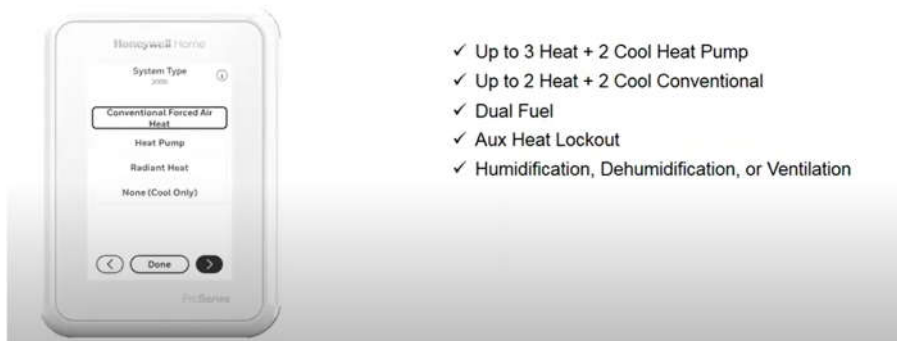 Honeywell Home
System Type
2000
Conventional Forced Air
Heat
Heat Pump
Radiant Heat
None (Cool Only)
Done
ProSeries
✓ Up to 3 Heat + 2 Cool Heat Pump
✓ Up to 2 Heat + 2 Cool Conventional
✓ Dual Fuel
✓ Aux Heat Lockout
✓ Humidification, Dehumidification, or Ventilation